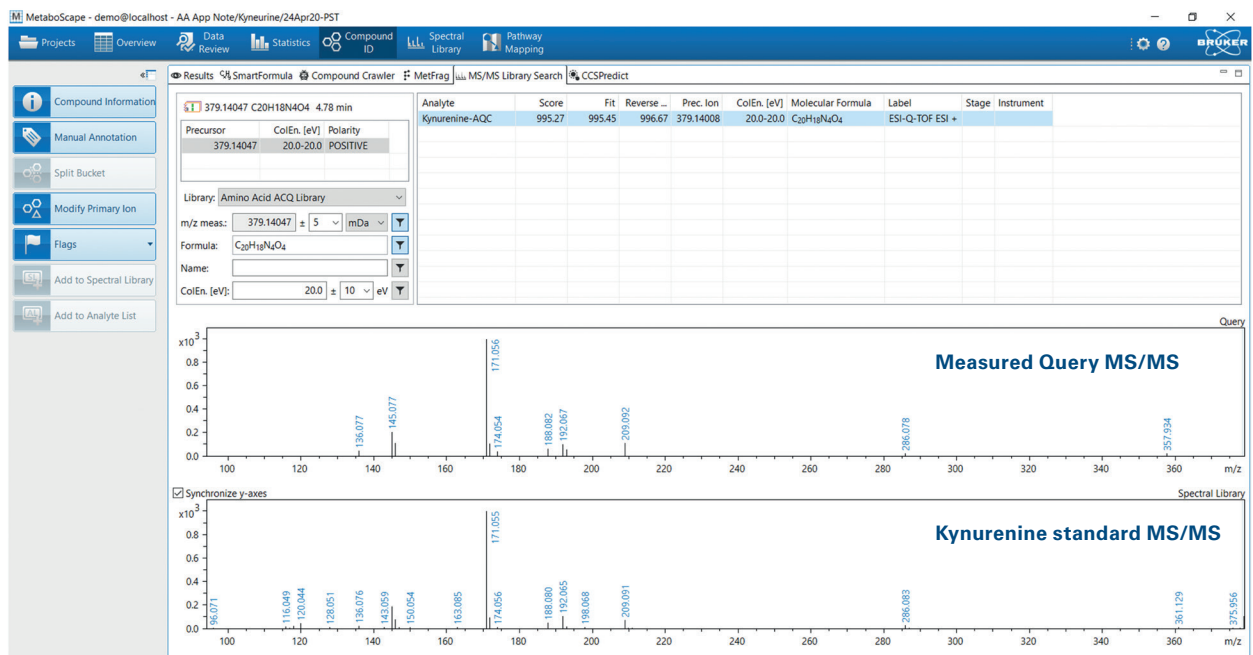 MetaboScape - demo@localhost - AA App Note/Kyneurine/24Apr20-PST
Projects
Overview
Data Review
Statistics
Compound ID
Spectral Library
Pathway Mapping
BRUKER
Compound Information
Manual Annotation
Split Bucket
Modify Primary Ion
Flags
Add to Spectral Library
Add to Analyte List
Results SmartFormula Compound Crawler MetFrag MS/MS Library Search CCSPredict
379.14047 C20H18N4O4 4.78 min
Precursor ColEn. [eV] Polarity
379.14047 20.0-20.0 POSITIVE
Library: Amino Acid ACQ Library
m/z meas.: 379.14047 ± 5 mDa
Formula: C₂₀H₁₈N₄O₄
Name:
ColEn. [eV]: 20.0 ± 10 eV
Analyte Score Fit Reverse ... Prec. Ion ColEn. [eV] Molecular Formula Label Stage Instrument
Kynurenine-AQC 995.27 995.45 996.67 379.14008 20.0-20.0 C₂₀H₁₈N₄O₄ ESI-Q-TOF ESI +
Query
Measured Query MS/MS
x10³
0.8
0.6
0.4
0.2
0.0
136.077
145.077
171.056
174.054
188.082
192.067
209.092
286.078
357.934
100 120 140 160 180 200 220 240 260 280 300 320 340 360 m/z
Synchronize y-axes
Spectral Library
Kynurenine standard MS/MS
x10³
0.8
0.6
0.4
0.2
0.0
96.071
116.049
120.044
128.051
136.076
143.059
150.054
163.085
171.055
174.056
188.080
192.065
198.068
209.091
286.083
361.129
375.956
100 120 140 160 180 200 220 240 260 280 300 320 340 360 m/z